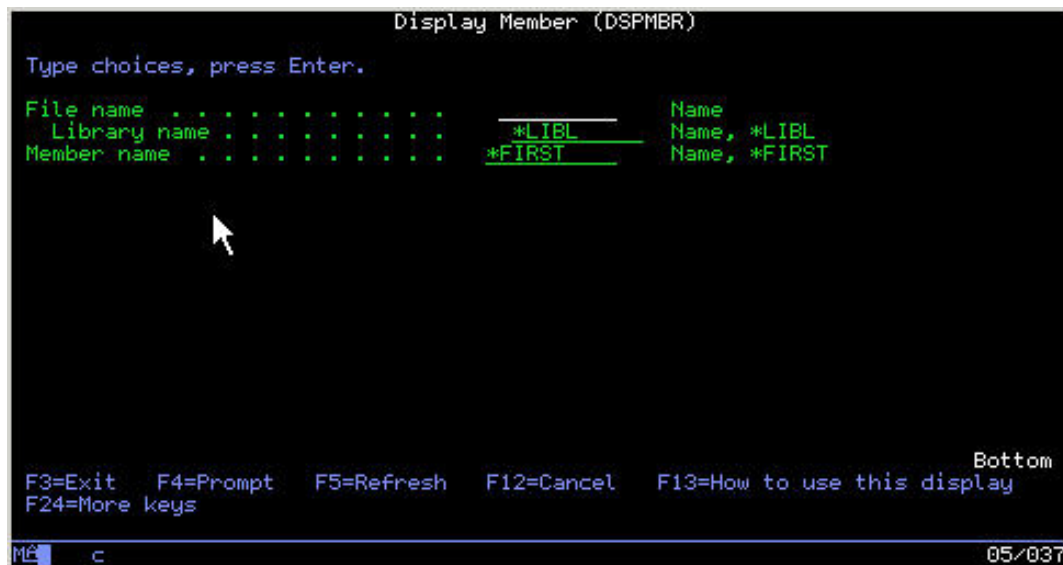 Display Member (DSPMBR)
Type choices, press Enter.
File name . . . . . . . . . . . Name
Library name . . . . . . . . . *LIBL Name, *LIBL
Member name . . . . . . . . . . *FIRST Name, *FIRST
Bottom
F3=Exit F4=Prompt F5=Refresh F12=Cancel F13=How to use this display
F24=More keys
MA c 05/037